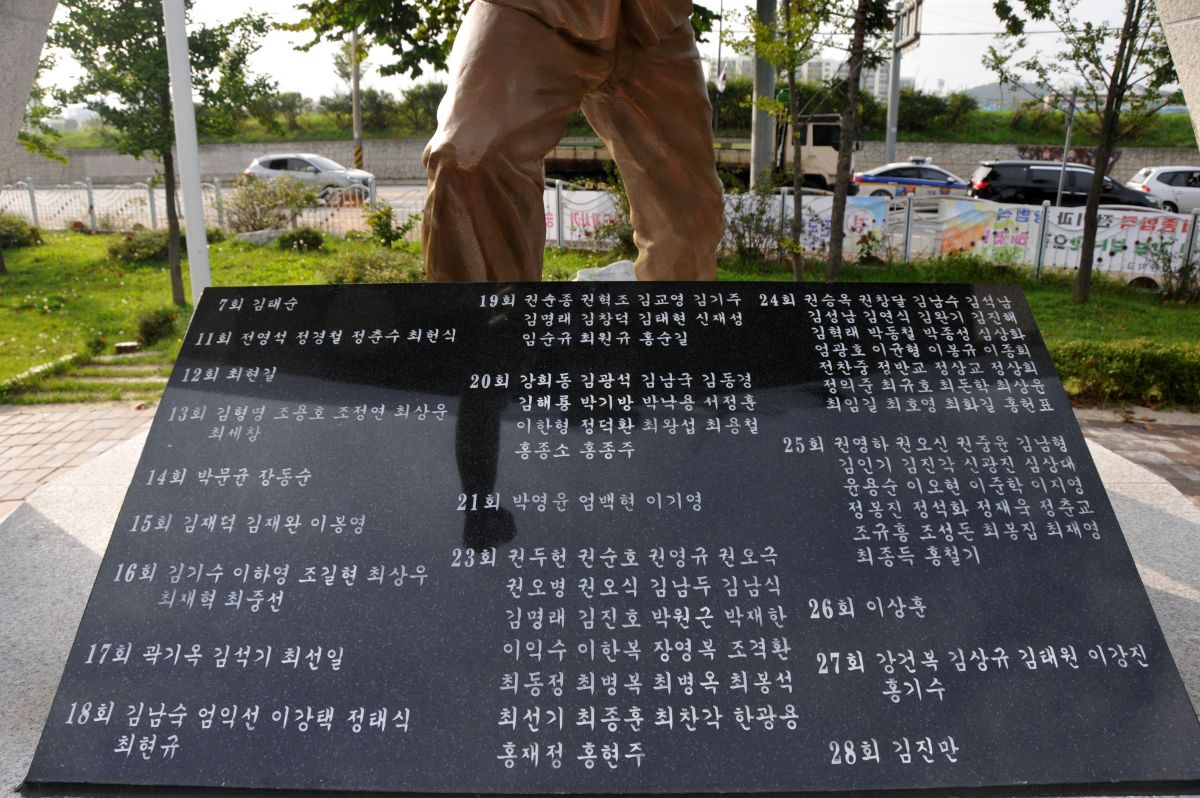 7회 김태순
11회 전영석 정경철 정춘수 최헌식
12회 최현길
13회 김형명 조용호 조정연 최상운
최세창
14회 박문균 장동순
15회 김재덕 김재완 이봉영
16회 김기수 이하영 조길현 최상우
최재혁 최중선
17회 곽기옥 김석기 최선일
18회 김남숙 엄익선 이강택 정태식
최현규
19회 권순종 권혁조 김교영 김기주
김명래 김창덕 김태현 신재성
임순규 최원규 홍순길
20회 강희동 김광석 김남국 김동경
김해룡 박기방 박낙용 서정훈
이한형 정덕환 최왕섭 최용철
홍종소 홍종주
21회 박영윤 엄백헌 이기영
23회 권두헌 권순호 권영규 권오극
권오병 권오식 김남두 김남식
김명래 김진호 박원근 박재한
이익수 이한복 장영복 조격환
최동정 최병복 최병옥 최봉석
최선기 최종훈 최찬각 한광용
홍재정 홍현주
24회 권승옥 권창달 김남수 김석남
김성남 김연식 김완기 김진해
김혁래 박동철 박종성 심상화
엄광호 이균형 이봉규 이종희
전찬중 정반교 정상교 정상희
정의준 최규호 최돈학 최상운
최임길 최호영 최화길 홍헌표
25회 권영하 권오신 권중윤 김남형
김인기 김진각 신광진 심상대
윤용순 이오현 이준학 이지영
정봉진 정석화 정재욱 정춘교
조규흥 조성돈 최봉집 최재영
최종득 홍철기
26회 이상훈
27회 강건복 김상규 김태원 이강진
홍기수
28회 김진만